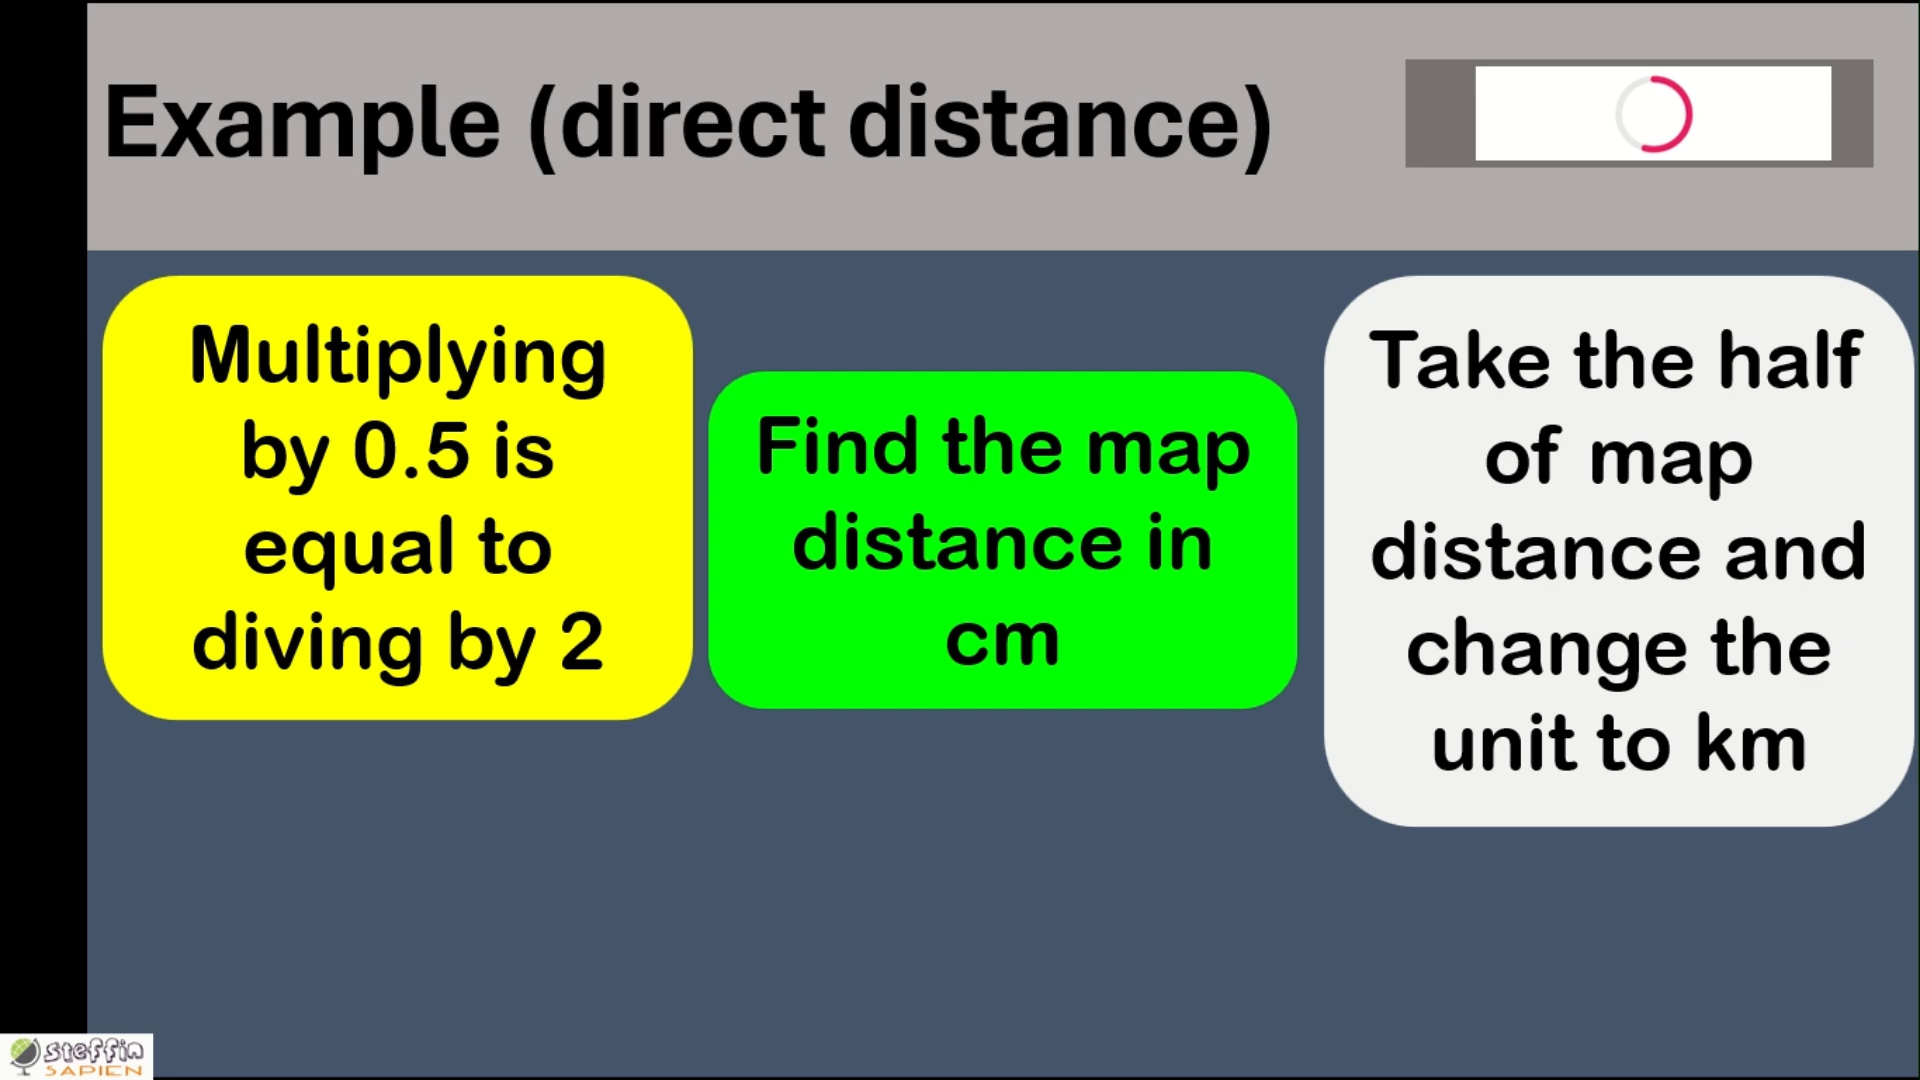 Example (direct distance)
Multiplying
by 0.5 is
equal to
diving by 2
Find the map
distance in
cm
Take the half
of map
distance and
change the
unit to km
steffin
SAPIEN